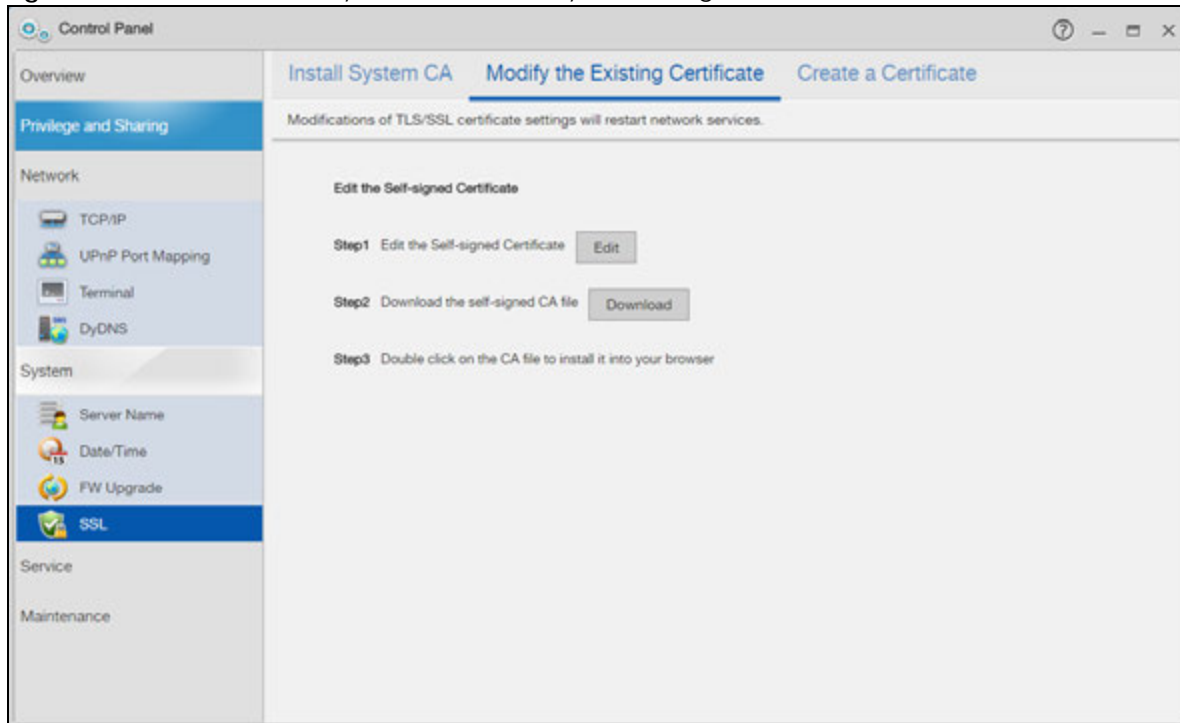 Control Panel
Overview
Privilege and Sharing
Network
TCP/IP
UPnP Port Mapping
Terminal
DyDNS
System
Server Name
Date/Time
FW Upgrade
SSL
Service
Maintenance
Install System CA Modify the Existing Certificate Create a Certificate
Modifications of TLS/SSL certificate settings will restart network services.
Edit the Self-signed Certificate
Step1 Edit the Self-signed Certificate Edit
Step2 Download the self-signed CA file Download
Step3 Double click on the CA file to install it into your browser